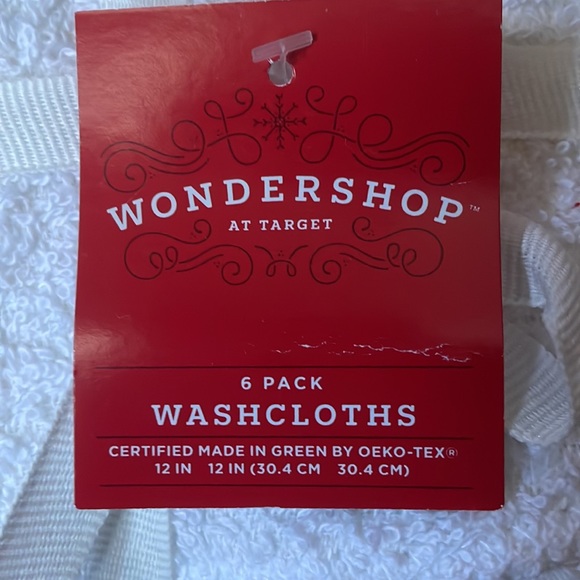 WONDERSHOP™
AT TARGET
6 PACK
WASHCLOTHS
CERTIFIED MADE IN GREEN BY OEKO-TEX®
12 IN 12 IN (30.4 CM 30.4 CM)